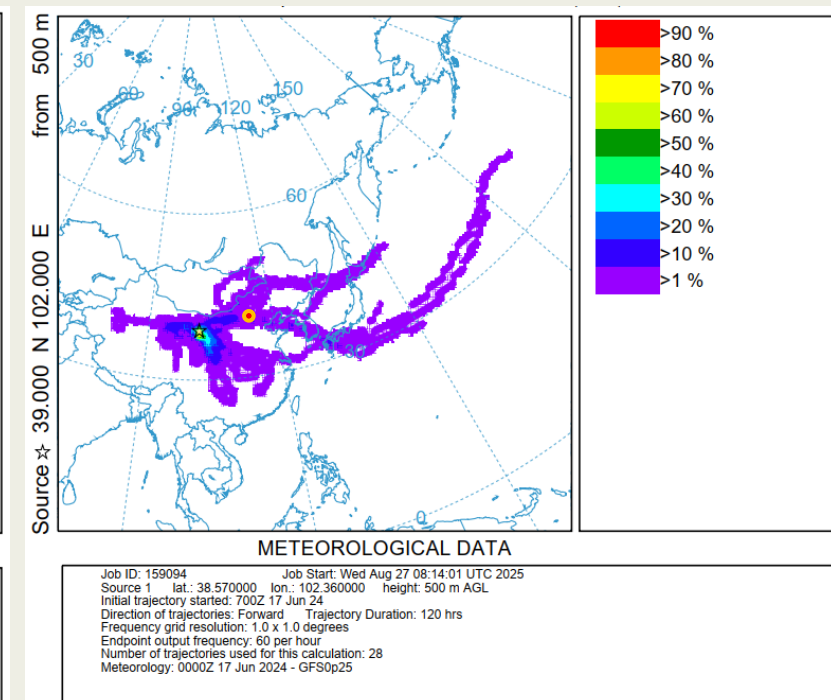 Source ☆ 39.000 N 102.000 E from 500 m
30
60
90
120
150
60
30
0
>90 %
>80 %
>70 %
>60 %
>50 %
>40 %
>30 %
>20 %
>10 %
>1 %
METEOROLOGICAL DATA
Job ID: 159094 Job Start: Wed Aug 27 08:14:01 UTC 2025
Source 1 lat.: 38.570000 lon.: 102.360000 height: 500 m AGL
Initial trajectory started: 700Z 17 Jun 24
Direction of trajectories: Forward Trajectory Duration: 120 hrs
Frequency grid resolution: 1.0 x 1.0 degrees
Endpoint output frequency: 60 per hour
Number of trajectories used for this calculation: 28
Meteorology: 0000Z 17 Jun 2024 - GFS0p25